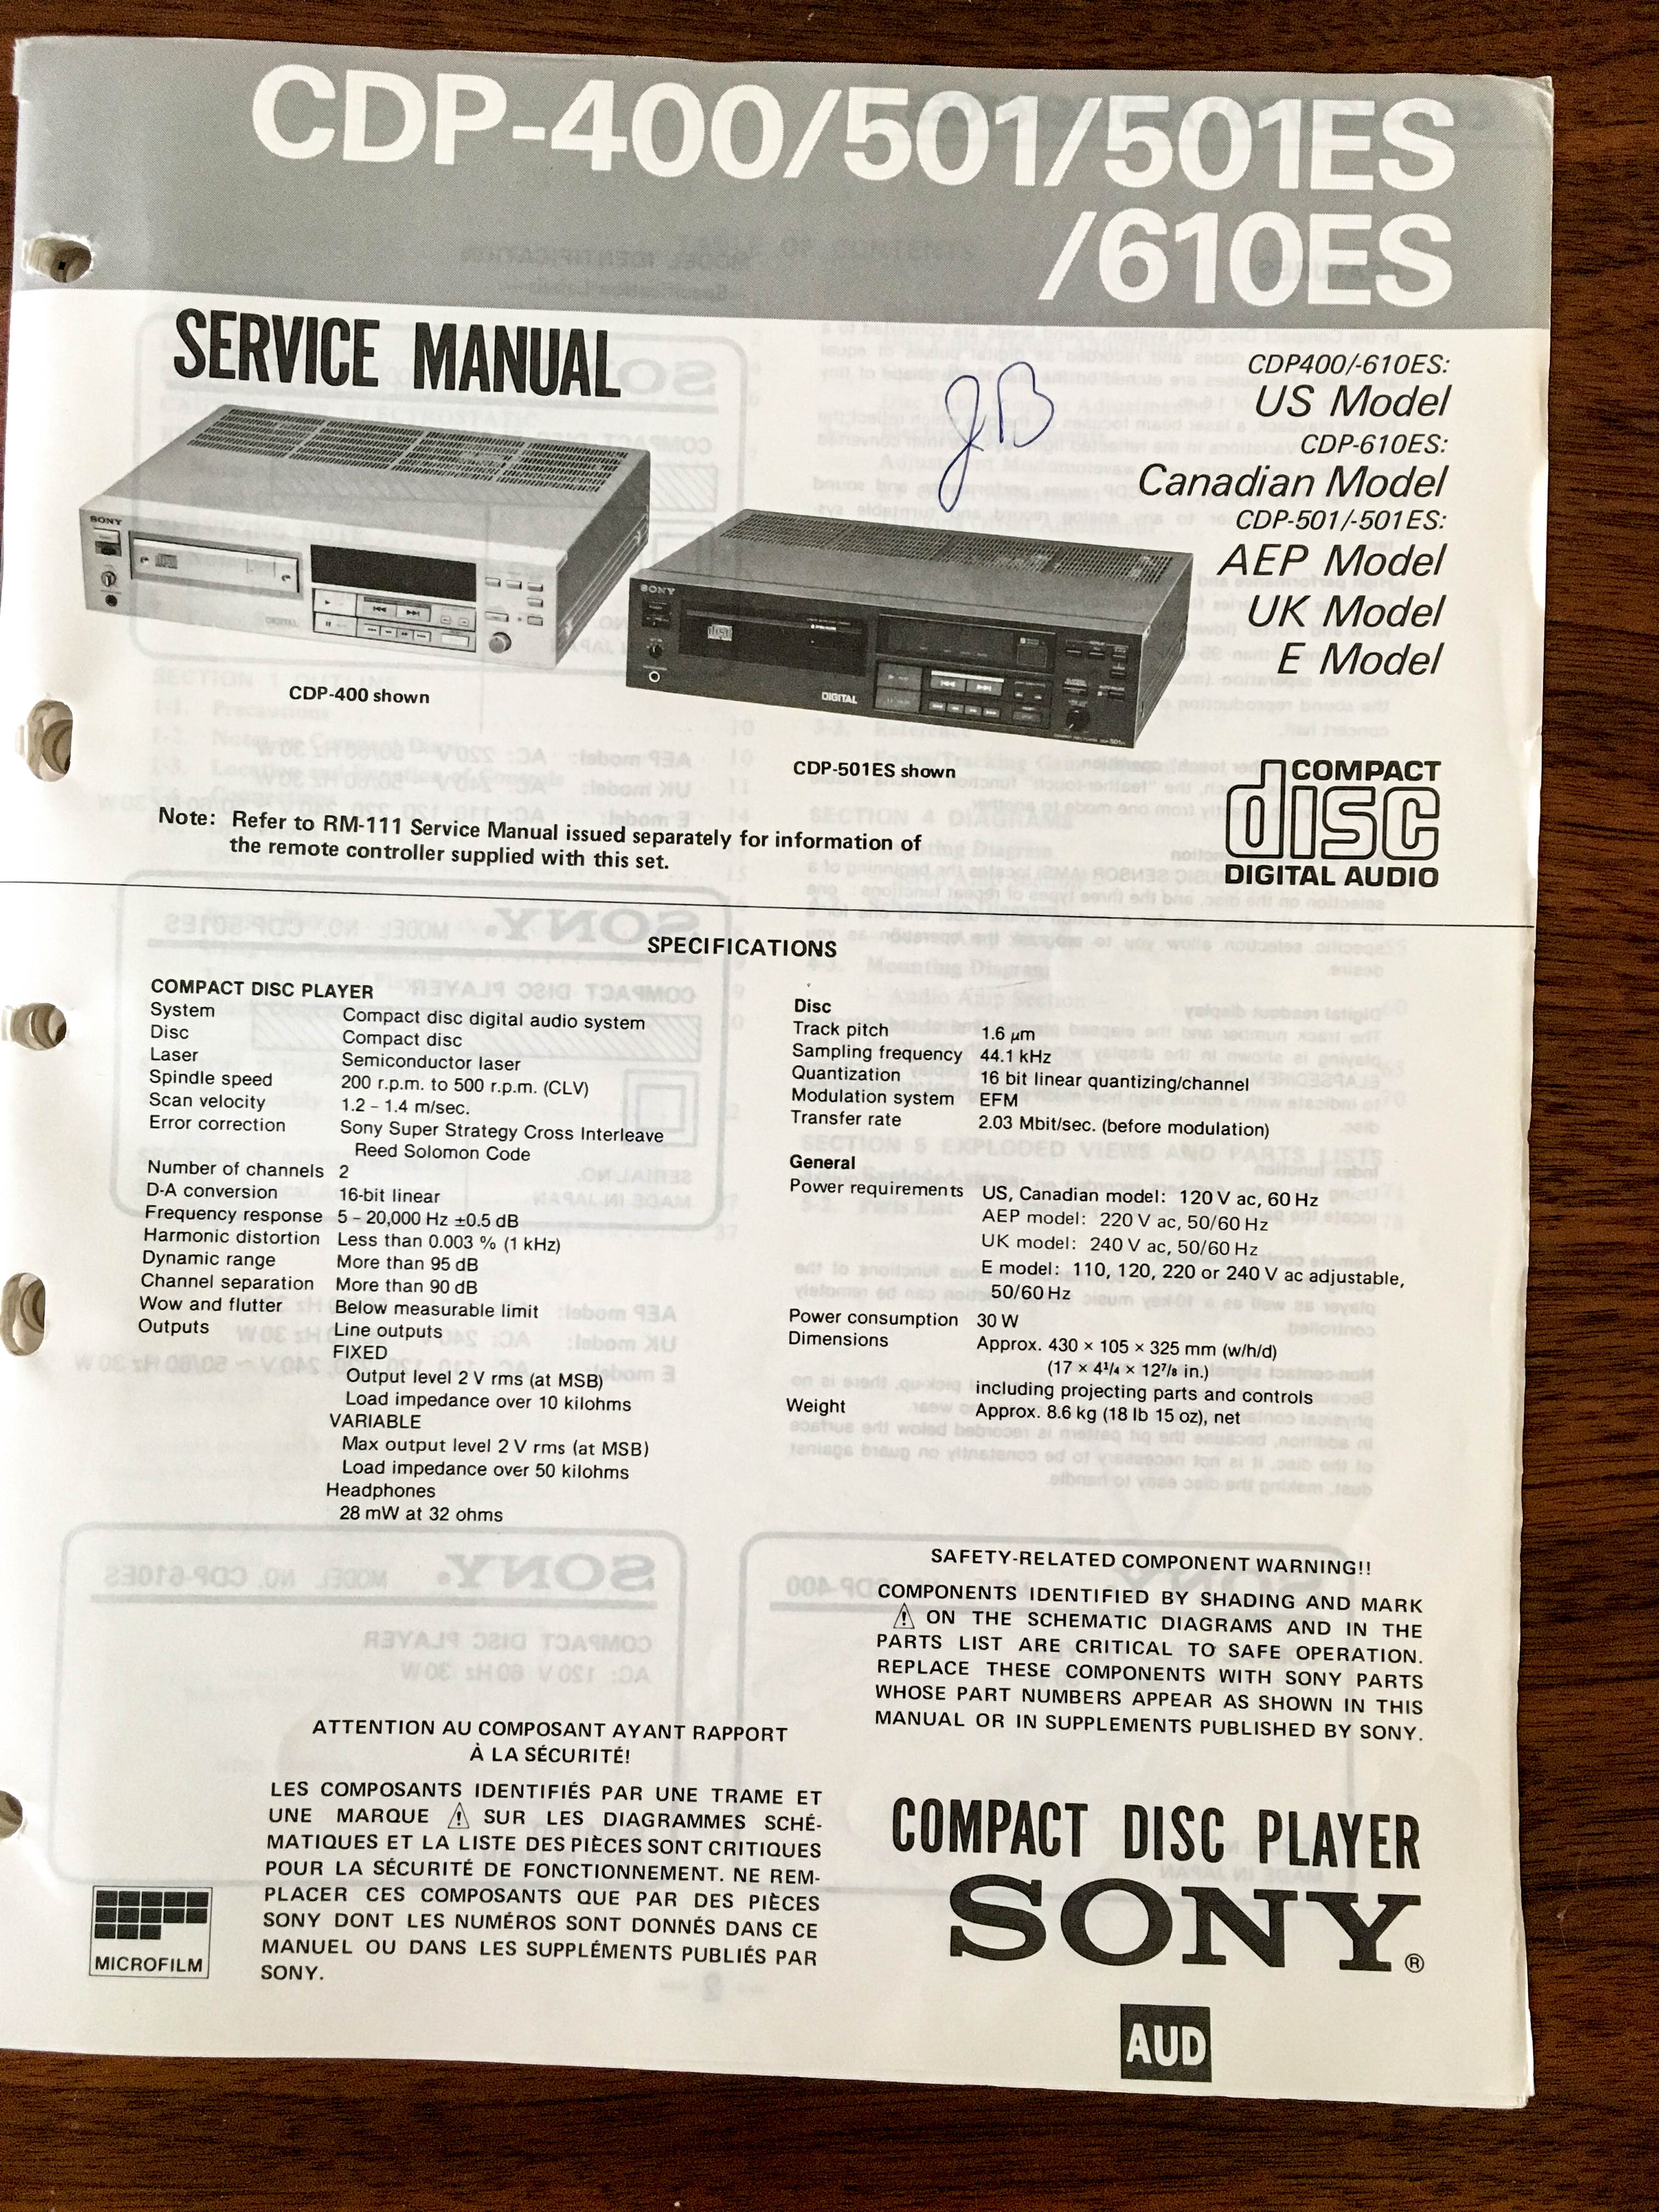 CDP-400/501/501ES
/610ES
SERVICE MANUAL
JB
CDP400/-610ES:
US Model
CDP-610ES:
Canadian Model
CDP-501/-501ES:
AEP Model
UK Model
E Model
SONY
DIGITAL
CDP-400 shown
SONY
DIGITAL
CDP-501ES shown
COMPACT
disc
DIGITAL AUDIO
Note: Refer to RM-111 Service Manual issued separately for information of
the remote controller supplied with this set.
SPECIFICATIONS
COMPACT DISC PLAYER
System Compact disc digital audio system
Disc Compact disc
Laser Semiconductor laser
Spindle speed 200 r.p.m. to 500 r.p.m. (CLV)
Scan velocity 1.2 – 1.4 m/sec.
Error correction Sony Super Strategy Cross Interleave
Reed Solomon Code
Number of channels 2
D-A conversion 16-bit linear
Frequency response 5 – 20,000 Hz ±0.5 dB
Harmonic distortion Less than 0.003 % (1 kHz)
Dynamic range More than 95 dB
Channel separation More than 90 dB
Wow and flutter Below measurable limit
Outputs Line outputs
FIXED
Output level 2 V rms (at MSB)
Load impedance over 10 kilohms
VARIABLE
Max output level 2 V rms (at MSB)
Load impedance over 50 kilohms
Headphones
28 mW at 32 ohms
Disc
Track pitch 1.6 μm
Sampling frequency 44.1 kHz
Quantization 16 bit linear quantizing/channel
Modulation system EFM
Transfer rate 2.03 Mbit/sec. (before modulation)
General
Power requirements US, Canadian model: 120 V ac, 60 Hz
AEP model: 220 V ac, 50/60 Hz
UK model: 240 V ac, 50/60 Hz
E model: 110, 120, 220 or 240 V ac adjustable,
50/60 Hz
Power consumption 30 W
Dimensions Approx. 430 × 105 × 325 mm (w/h/d)
(17 × 4¹/₄ × 12⁷/₈ in.)
including projecting parts and controls
Weight Approx. 8.6 kg (18 lb 15 oz), net
SAFETY-RELATED COMPONENT WARNING!!
COMPONENTS IDENTIFIED BY SHADING AND MARK
⚠ ON THE SCHEMATIC DIAGRAMS AND IN THE
PARTS LIST ARE CRITICAL TO SAFE OPERATION.
REPLACE THESE COMPONENTS WITH SONY PARTS
WHOSE PART NUMBERS APPEAR AS SHOWN IN THIS
MANUAL OR IN SUPPLEMENTS PUBLISHED BY SONY.
ATTENTION AU COMPOSANT AYANT RAPPORT
À LA SÉCURITÉ!
LES COMPOSANTS IDENTIFIÉS PAR UNE TRAME ET
UNE MARQUE ⚠ SUR LES DIAGRAMMES SCHÉ-
MATIQUES ET LA LISTE DES PIÈCES SONT CRITIQUES
POUR LA SÉCURITÉ DE FONCTIONNEMENT. NE REM-
PLACER CES COMPOSANTS QUE PAR DES PIÈCES
SONY DONT LES NUMÉROS SONT DONNÉS DANS CE
MANUEL OU DANS LES SUPPLÉMENTS PUBLIÉS PAR
SONY.
MICROFILM
COMPACT DISC PLAYER
SONY®
AUD